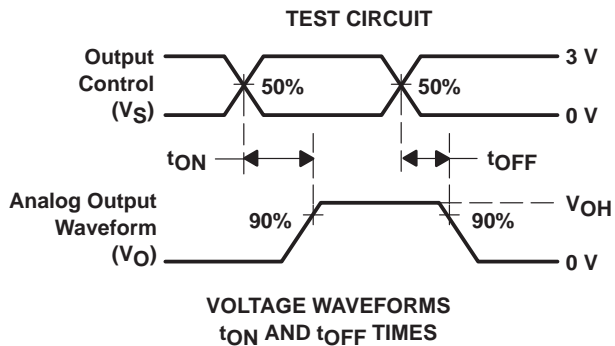 TEST CIRCUIT
Output
Control
(VS)
50%
50%
3 V
0 V
tON
tOFF
Analog Output
Waveform
(VO)
90%
90%
VOH
0 V
VOLTAGE WAVEFORMS
tON AND tOFF TIMES